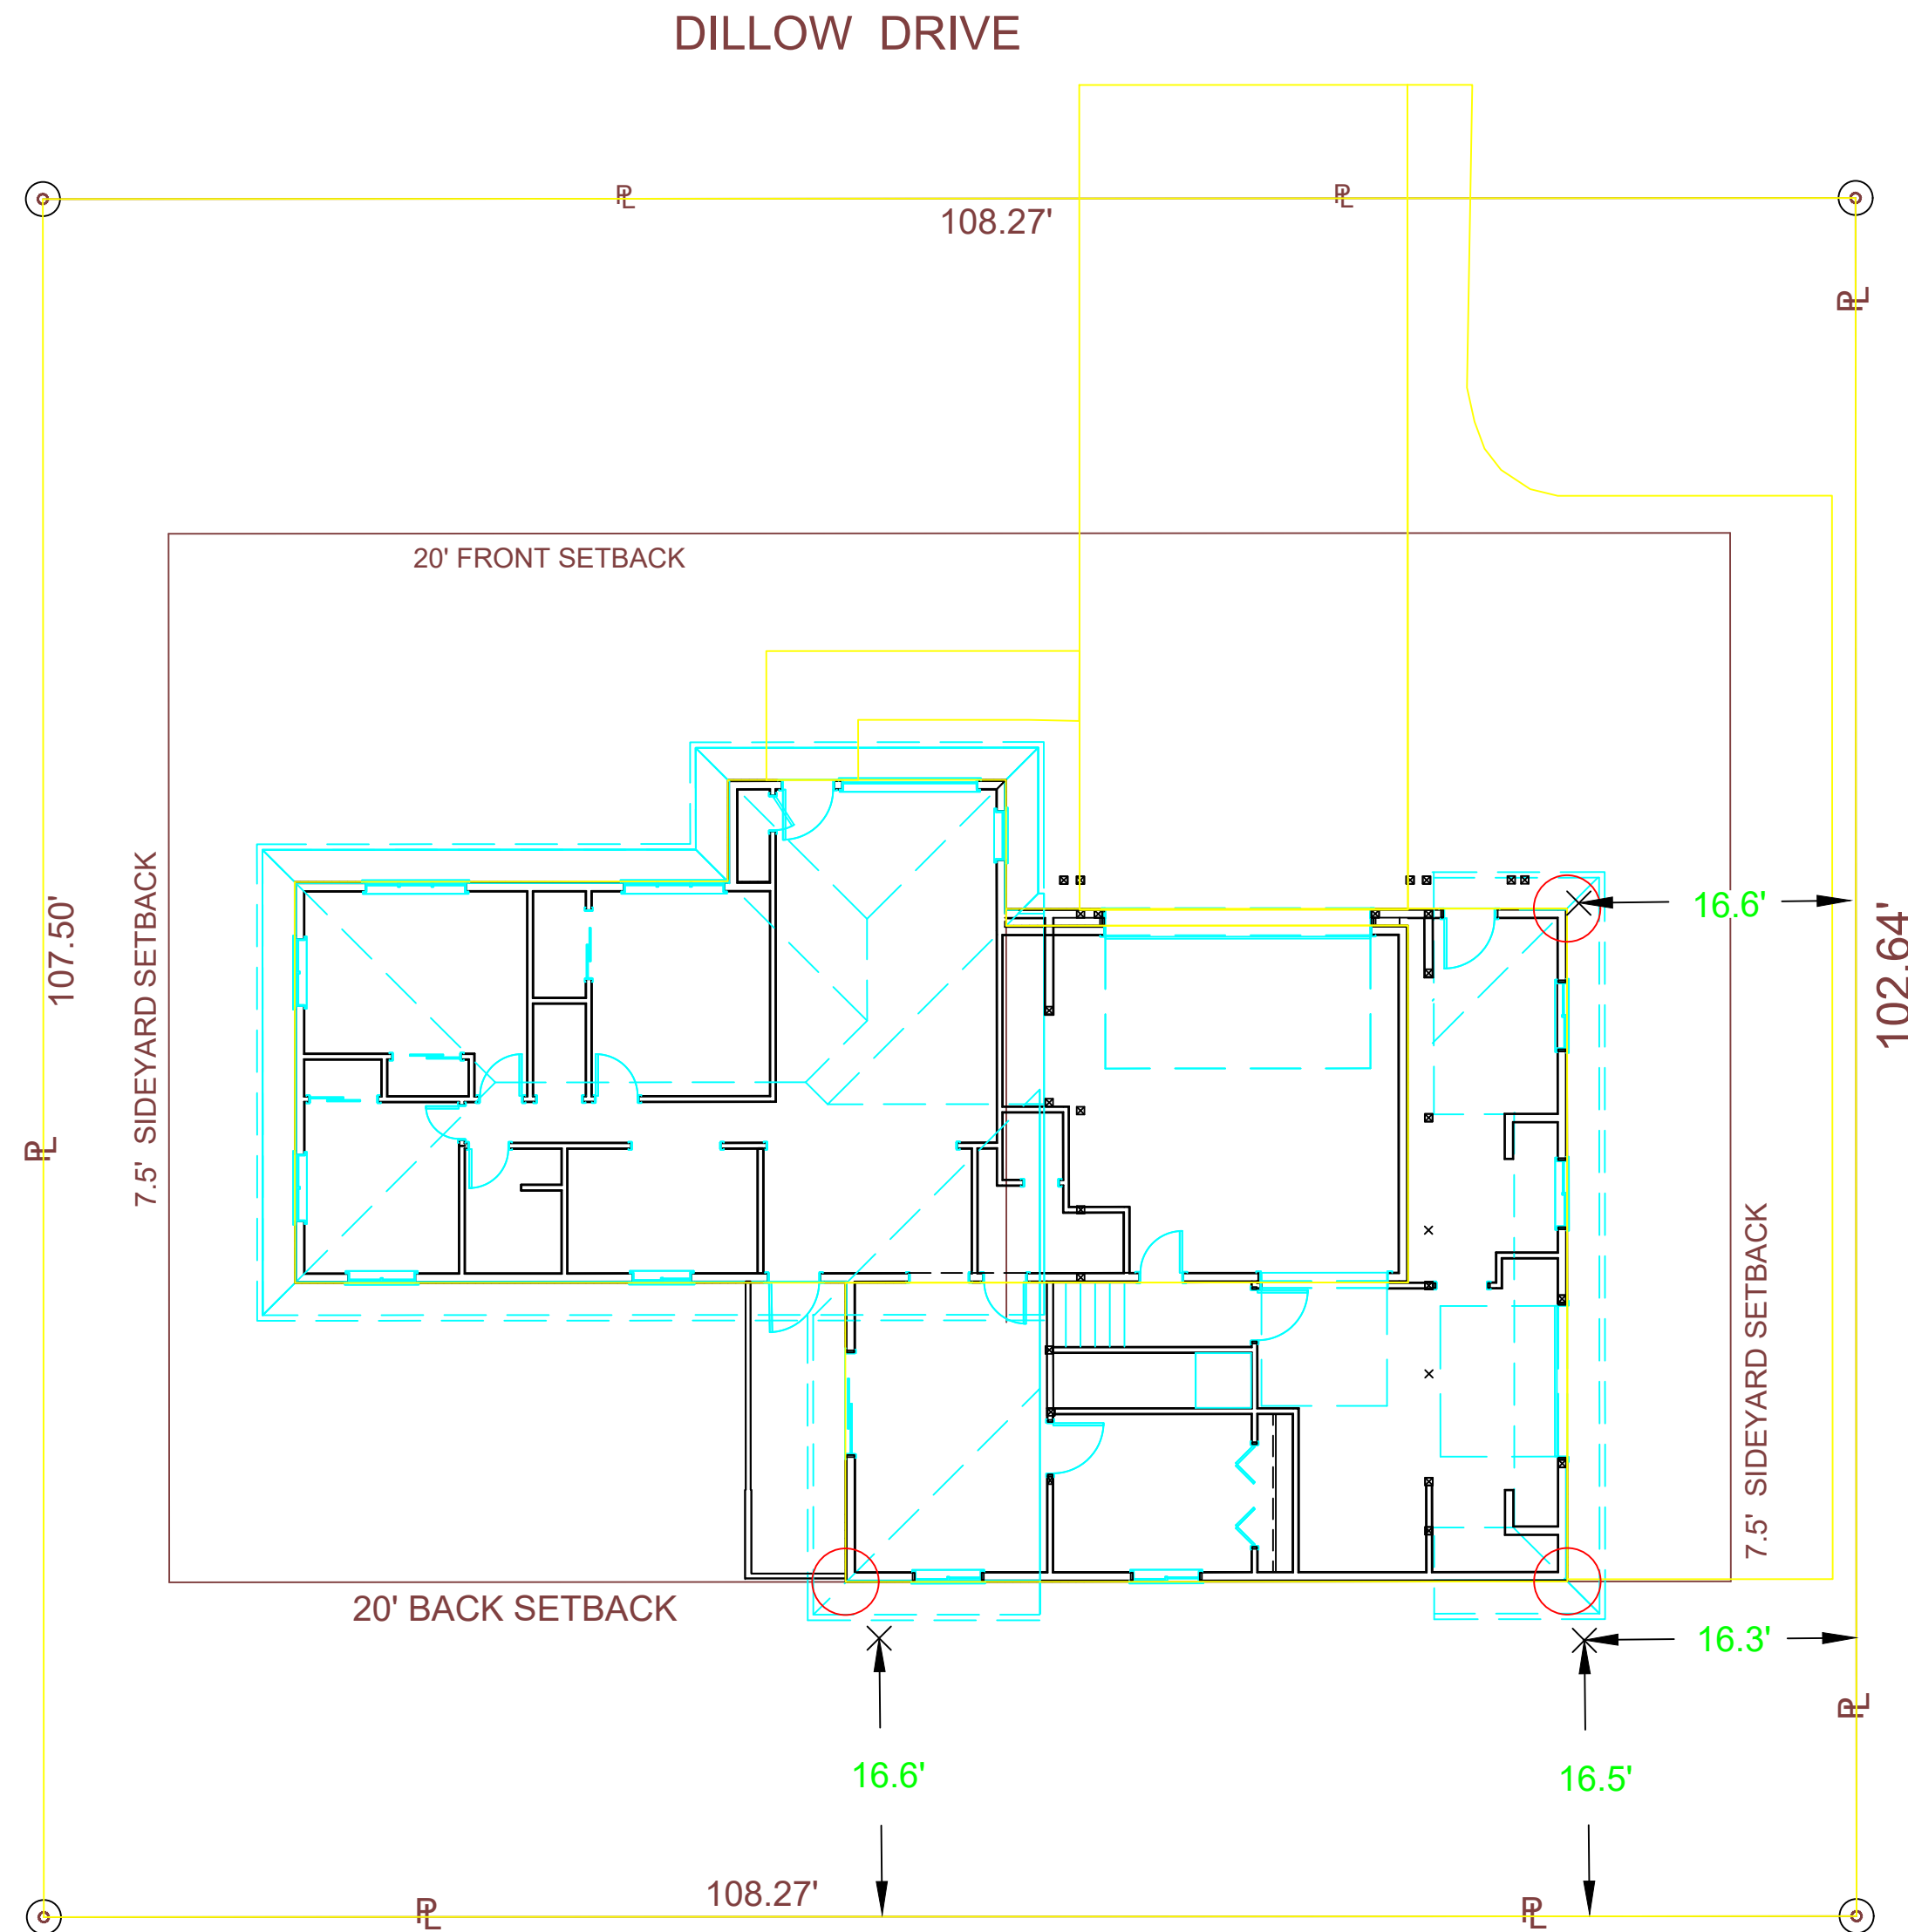 DILLOW DRIVE
PL
PL
108.27'
PL
20' FRONT SETBACK
107.50'
7.5' SIDEYARD SETBACK
16.6'
102.64'
PL
7.5' SIDEYARD SETBACK
20' BACK SETBACK
16.3'
PL
16.6'
16.5'
108.27'
PL
PL